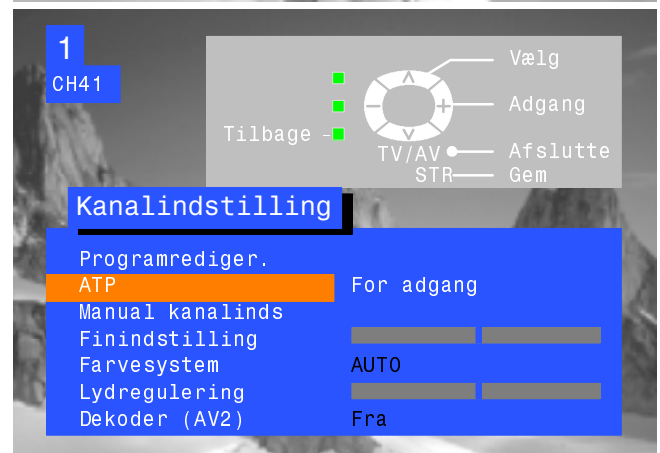 1
CH41
Vælg
Adgang
Tilbage
TV/AV Afslutte
STR Gem
Kanalindstilling
Programrediger.
ATP For adgang
Manual kanalinds
Finindstilling
Farvesystem AUTO
Lydregulering
Dekoder (AV2) Fra